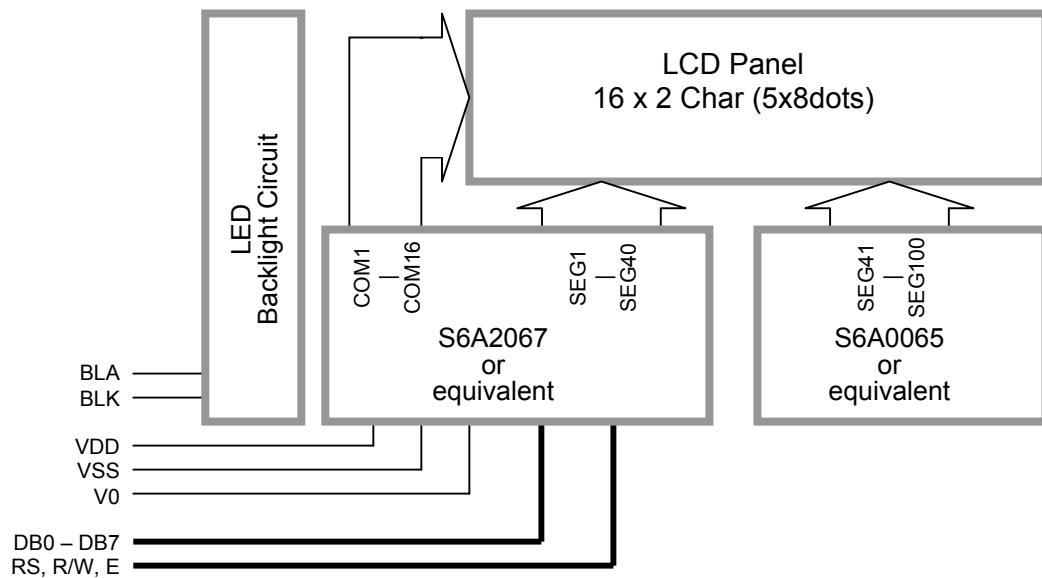 LCD Panel
16 x 2 Char (5x8dots)
LED
Backlight Circuit
COM1
—
COM16
SEG1
—
SEG40
SEG41
—
SEG100
S6A2067
or
equivalent
S6A0065
or
equivalent
BLA
BLK
VDD
VSS
V0
DB0 – DB7
RS, R/W, E